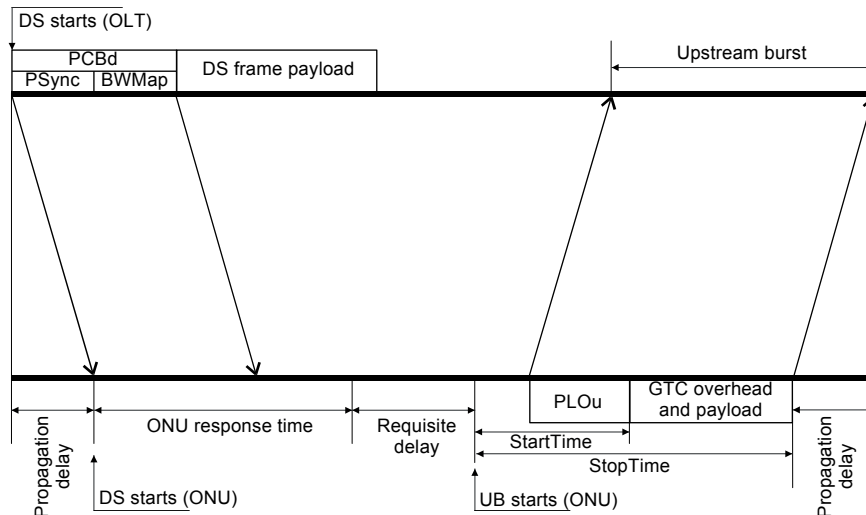 DS starts (OLT)
PCBd
PSync
BWMap
DS frame payload
Upstream burst
PLOu
GTC overhead
and payload
Propagation
delay
ONU response time
Requisite
delay
StartTime
StopTime
Propagation
delay
DS starts (ONU)
UB starts (ONU)